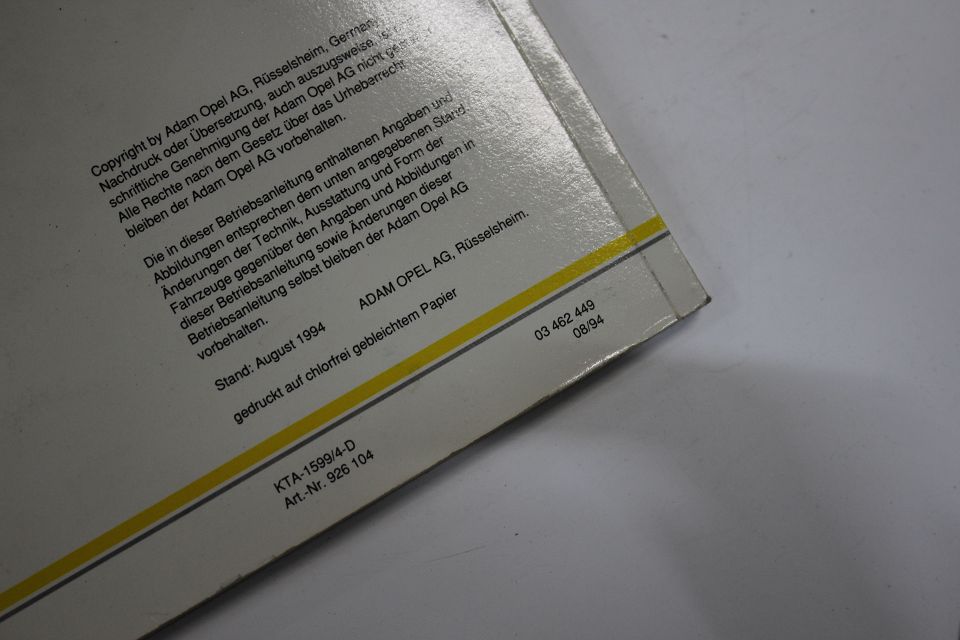 Copyright by Adam Opel AG, Rüsselsheim, Germany
Nachdruck oder Übersetzung, auch auszugsweise, ist
schriftliche Genehmigung der Adam Opel AG nicht
Alle Rechte nach dem Gesetz über das Urheberrecht
bleiben der Adam Opel AG vorbehalten.
Die in dieser Betriebsanleitung enthaltenen Angaben und
Abbildungen entsprechen dem unten angegebenen Stand.
Änderungen der Technik, Ausstattung und Form der
Fahrzeuge gegenüber den Angaben und Abbildungen in
dieser Betriebsanleitung sowie Änderungen dieser
Betriebsanleitung selbst bleiben der Adam Opel AG
vorbehalten.
Stand: August 1994 ADAM OPEL AG, Rüsselsheim.
gedruckt auf chlorfrei gebleichtem Papier
03 462 449
08/94
KTA-1599/4-D
Art.-Nr. 926 104